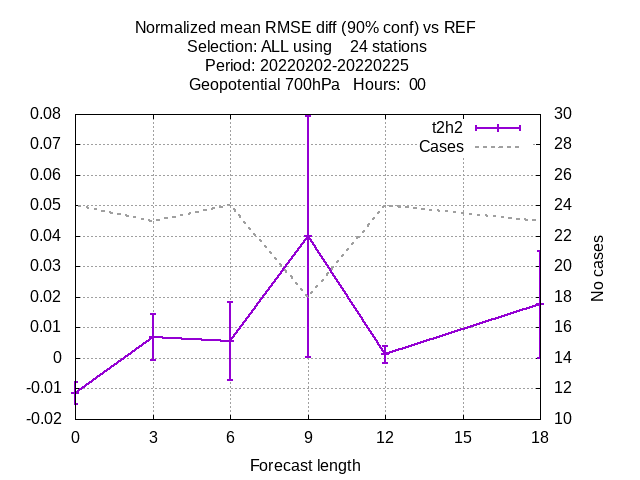 Normalized mean RMSE diff (90% conf) vs REF
Selection: ALL using    24 stations
Period: 20220202-20220225
Geopotential 700hPa   Hours:  00
t2h2
Cases
0.08
0.07
0.06
0.05
0.04
0.03
0.02
0.01
0
-0.01
-0.02
30
28
26
24
22
20
18
16
14
12
10
No cases
0 3 6 9 12 15 18
Forecast length